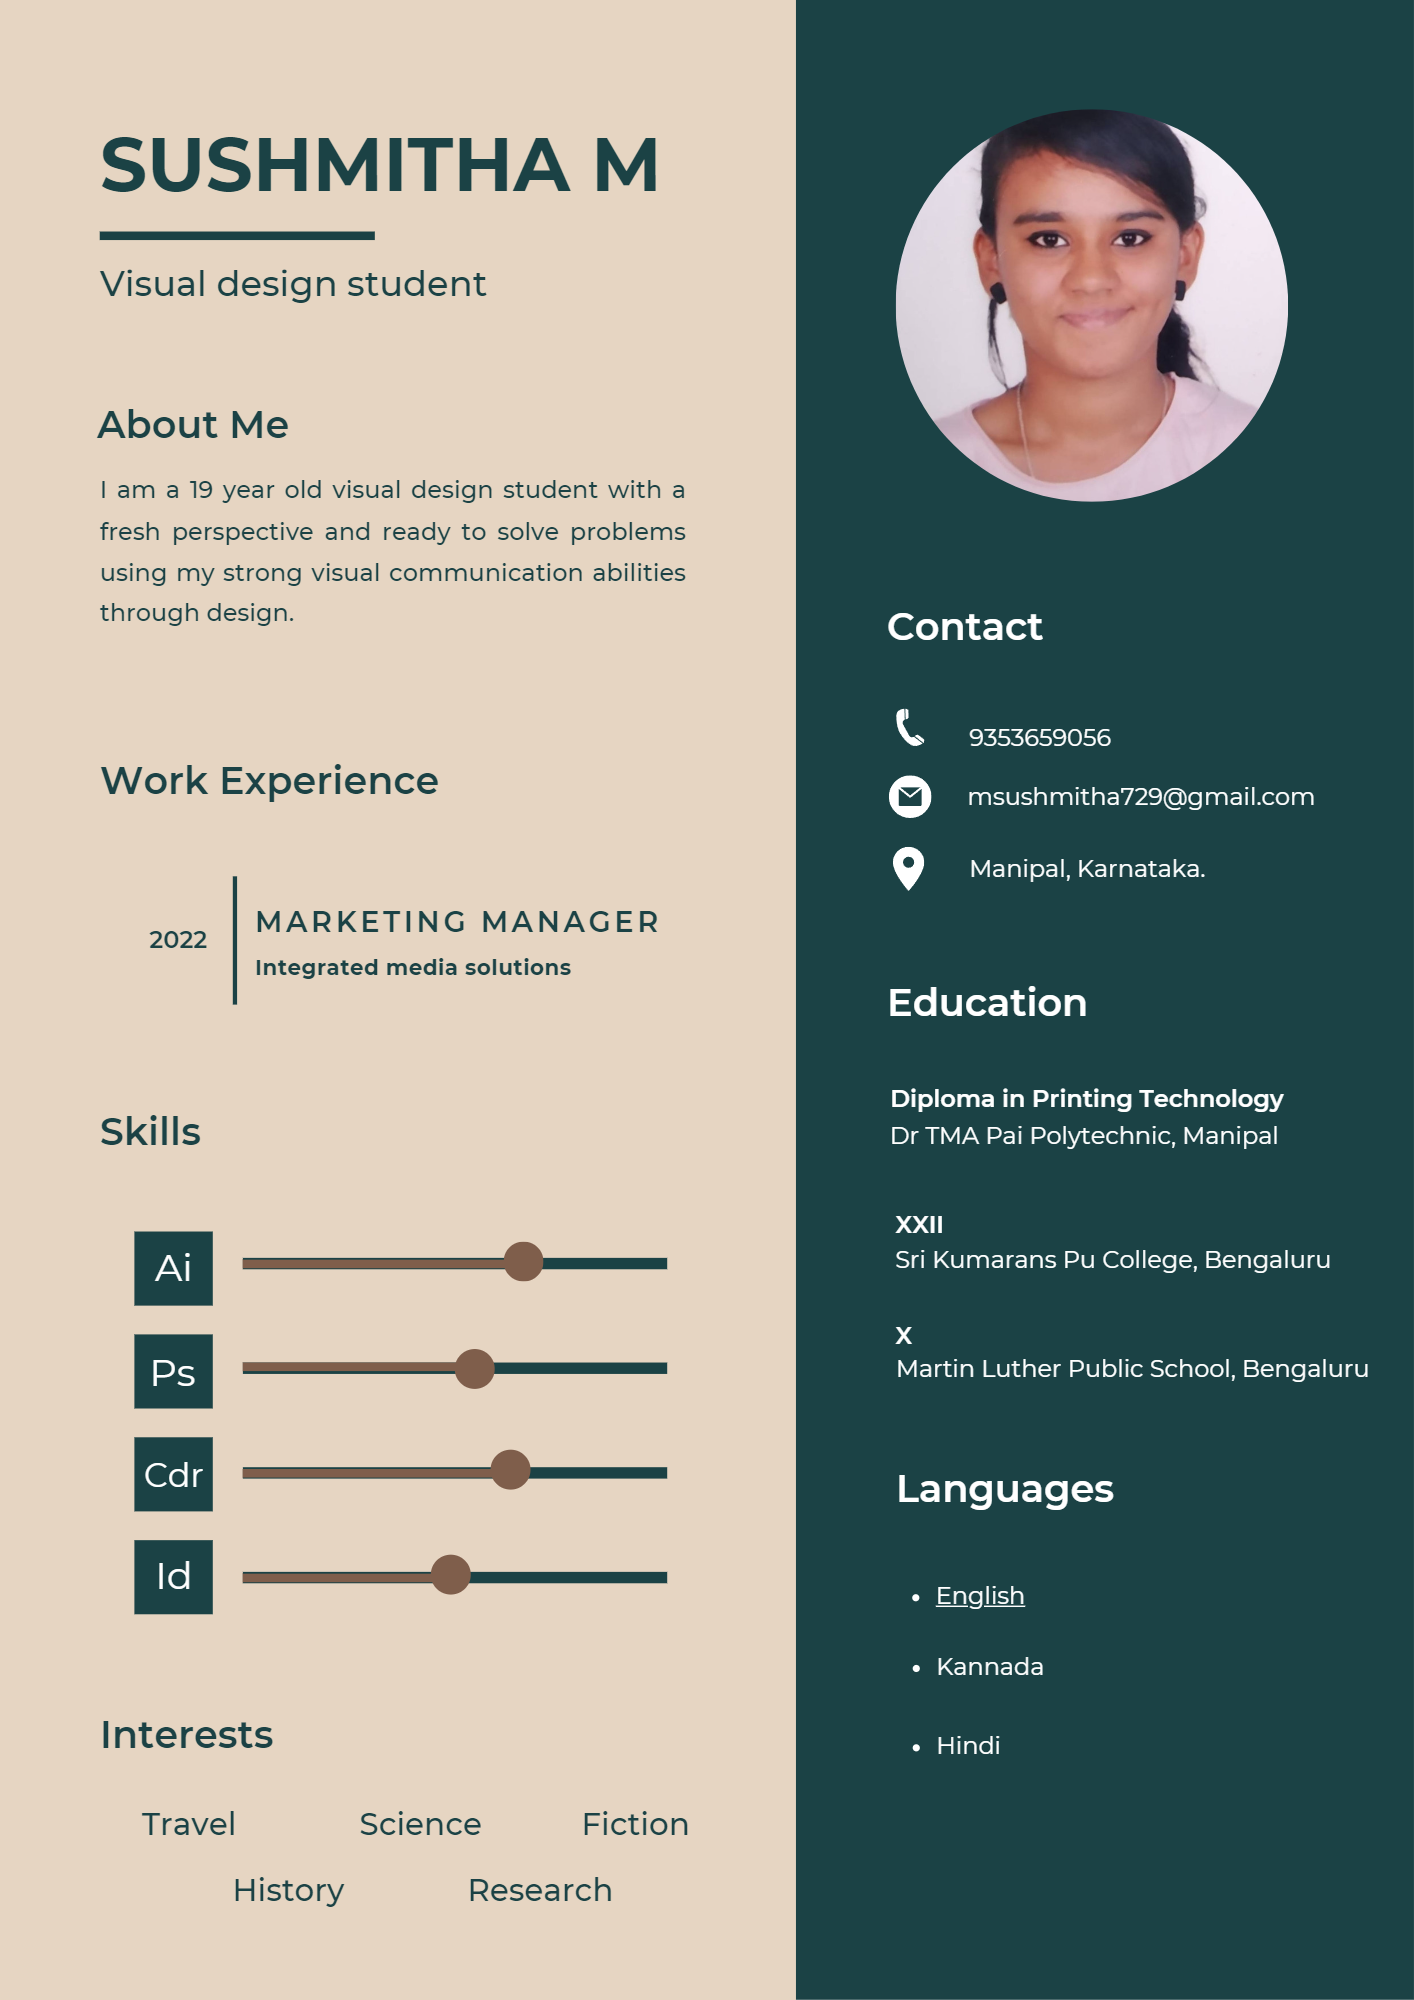 SUSHMITHA M
Visual design student
About Me
I am a 19 year old visual design student with a
fresh perspective and ready to solve problems
using my strong visual communication abilities
through design.
Work Experience
2022
MARKETING MANAGER
Integrated media solutions
Skills
Ai
Ps
Cdr
Id
Interests
Travel Science Fiction
History Research
Contact
9353659056
msushmitha729@gmail.com
Manipal, Karnataka.
Education
Diploma in Printing Technology
Dr TMA Pai Polytechnic, Manipal
XXII
Sri Kumarans Pu College, Bengaluru
X
Martin Luther Public School, Bengaluru
Languages
• English
• Kannada
• Hindi